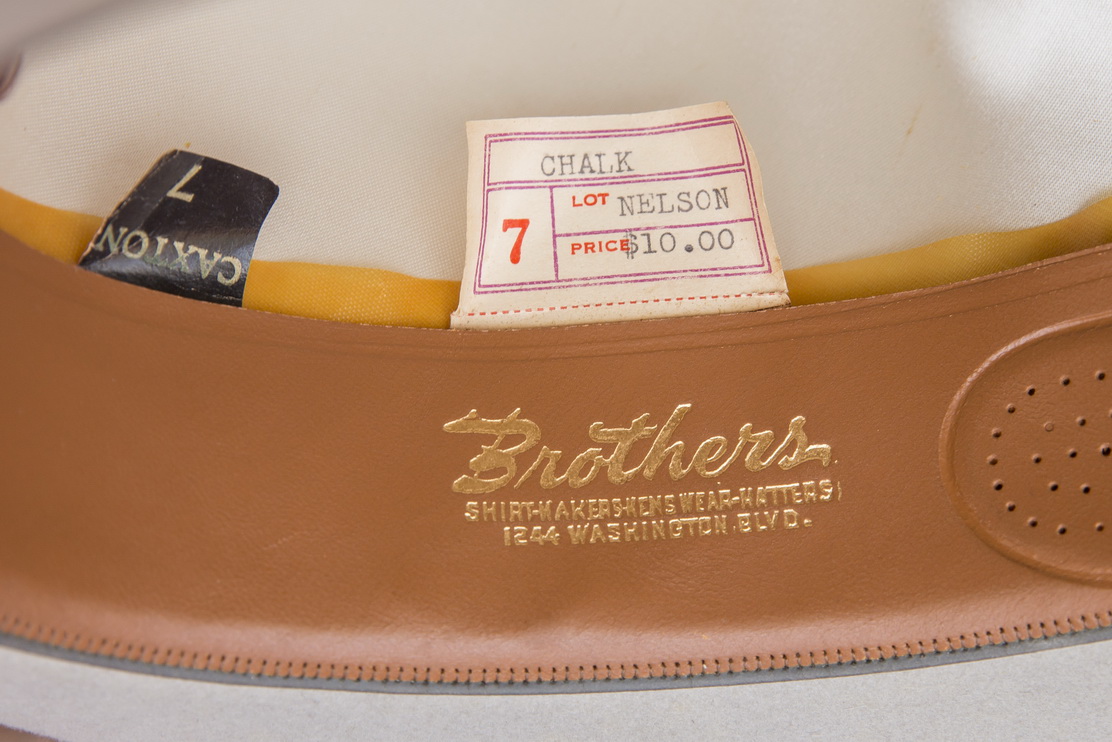 7
CAXTON
CHALK
7
LOT NELSON
PRICE $10.00
Brothers
SHIRT-MAKERS-MENS WEAR-HATTERS
1244 WASHINGTON BLVD.